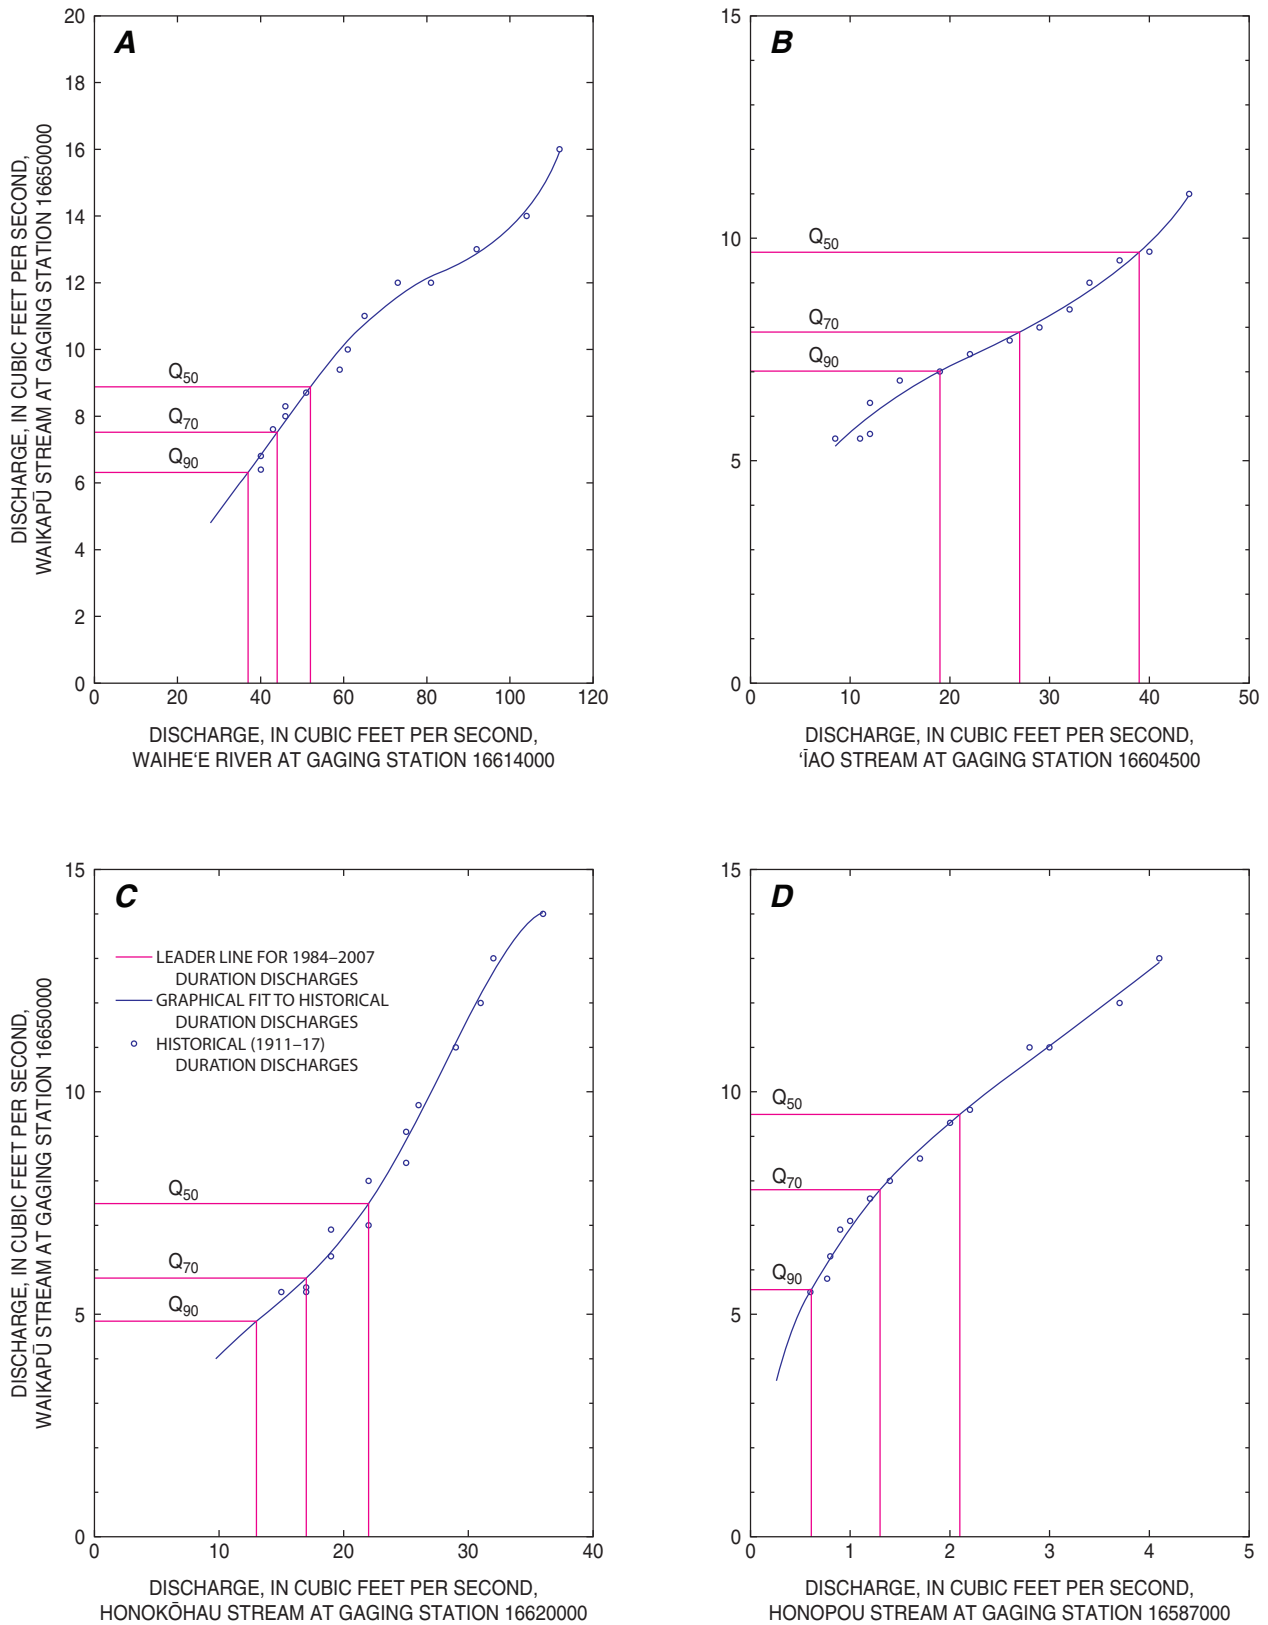 A
20
18
16
14
12
10
8
6
4
2
0
Q50
Q70
Q90
0 20 40 60 80 100 120
DISCHARGE, IN CUBIC FEET PER SECOND,
WAIKAPŪ STREAM AT GAGING STATION 16650000
DISCHARGE, IN CUBIC FEET PER SECOND,
WAIHE‘E RIVER AT GAGING STATION 16614000
B
15
10
5
0
Q50
Q70
Q90
0 10 20 30 40 50
DISCHARGE, IN CUBIC FEET PER SECOND,
‘ĪAO STREAM AT GAGING STATION 16604500
C
15
10
5
0
LEADER LINE FOR 1984–2007
DURATION DISCHARGES
GRAPHICAL FIT TO HISTORICAL
DURATION DISCHARGES
HISTORICAL (1911–17)
DURATION DISCHARGES
Q50
Q70
Q90
0 10 20 30 40
DISCHARGE, IN CUBIC FEET PER SECOND,
WAIKAPŪ STREAM AT GAGING STATION 16650000
DISCHARGE, IN CUBIC FEET PER SECOND,
HONOKŌHAU STREAM AT GAGING STATION 16620000
D
15
10
5
0
Q50
Q70
Q90
0 1 2 3 4 5
DISCHARGE, IN CUBIC FEET PER SECOND,
HONOPOU STREAM AT GAGING STATION 16587000